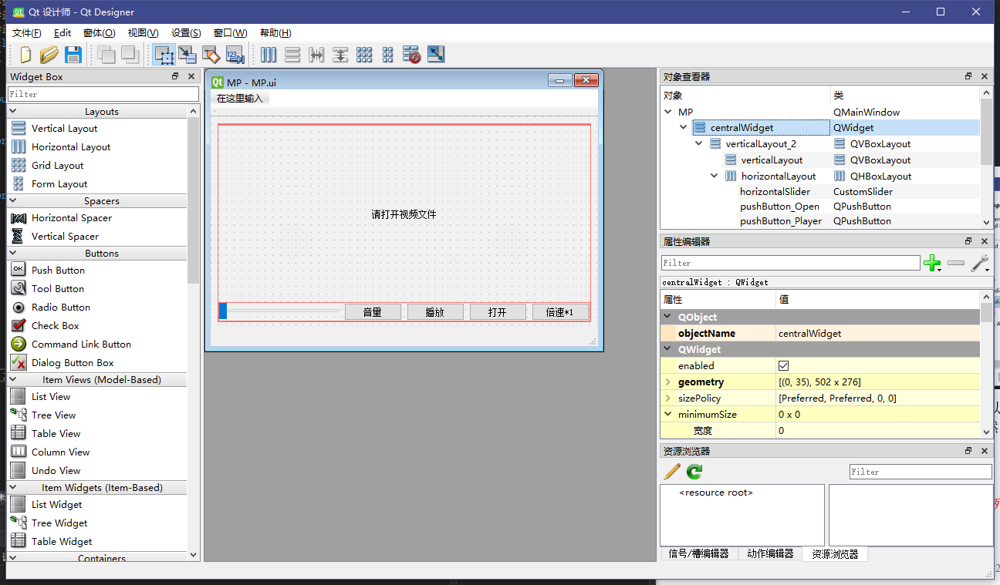 Qt 设计师 - Qt Designer
文件(F) Edit 窗体(O) 视图(V) 设置(S) 窗口(W) 帮助(H)
Widget Box
Filter
Layouts
Vertical Layout
Horizontal Layout
Grid Layout
Form Layout
Spacers
Horizontal Spacer
Vertical Spacer
Buttons
Push Button
Tool Button
Radio Button
Check Box
Command Link Button
Dialog Button Box
Item Views (Model-Based)
List View
Tree View
Table View
Column View
Undo View
Item Widgets (Item-Based)
List Widget
Tree Widget
Table Widget
Containers
MP - MP.ui
在这里输入
请打开视频文件
音量 播放 打开 倍速*1
对象查看器
对象 类
MP QMainWindow
centralWidget QWidget
verticalLayout_2 QVBoxLayout
verticalLayout QVBoxLayout
horizontalLayout QHBoxLayout
horizontalSlider CustomSlider
pushButton_Open QPushButton
pushButton_Player QPushButton
属性编辑器
Filter
centralWidget : QWidget
属性 值
QObject
objectName centralWidget
QWidget
enabled
geometry [(0, 35), 502 x 276]
sizePolicy [Preferred, Preferred, 0, 0]
minimumSize 0 x 0
宽度 0
资源浏览器
Filter
<resource root>
信号/槽编辑器 动作编辑器 资源浏览器